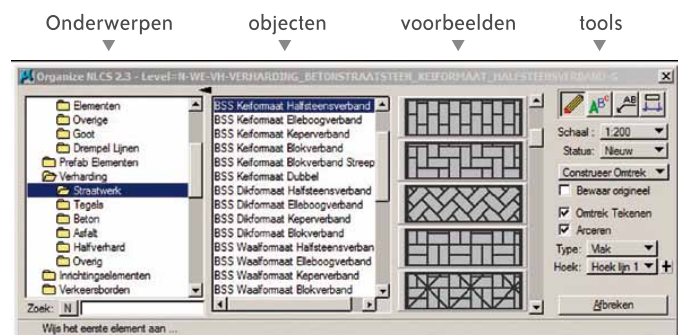 Onderwerpen objecten voorbeelden tools
Organize NLCS 2.3 - Level=N-WE-VH-VERHARDING_BETONSTRAATSTEEN_KEIFORMAAT_HALFSTEENSVERBAND-G
Elementen
Overige
Goot
Drempel Lijnen
Prefab Elementen
Verharding
Straatwerk
Tegels
Beton
Asfalt
Halfverhard
Overig
Inrichtingselementen
Verkeersborden
Zoek: N
BSS Keiformaat Halfsteensverband
BSS Keiformaat Elleboogverband
BSS Keiformaat Keperverband
BSS Keiformaat Blokverband
BSS Keiformaat Blokverband Streep
BSS Keiformaat Dubbel
BSS Dikformaat Halfsteensverband
BSS Dikformaat Elleboogverband
BSS Dikformaat Keperverband
BSS Dikformaat Blokverband
BSS Waalformaat Halfsteensverban
BSS Waalformaat Elleboogverband
BSS Waalformaat Keperverband
BSS Waalformaat Blokverband
ABC AB
Schaal: 1:200
Status: Nieuw
Construeer Omtrek
Bewaar origineel
Omtrek Tekenen
Arceren
Type: Vlak
Hoek: Hoek lijn 1 +
Afbreken
Wijs het eerste element aan ...